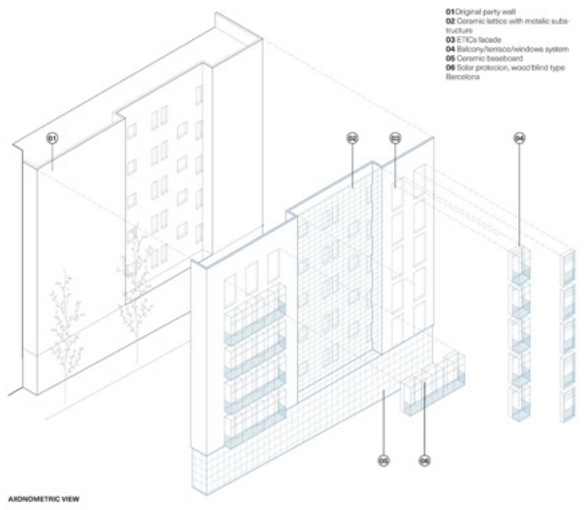 01 Original party wall
02 Ceramic lattice with metalic subs-
tructure
03 ETICs facade
04 Balcony/terrace/windows system
05 Ceramic baseboard
06 Solar protecion, wood blind type
Barcelona
01
02
03
04
05
06
AXONOMETRIC VIEW